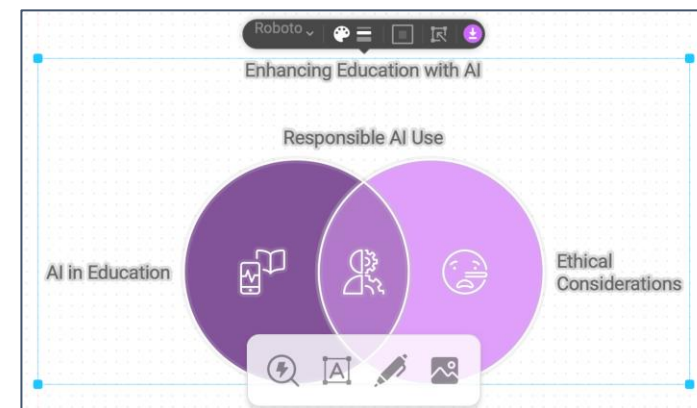 Roboto
Enhancing Education with AI
Responsible AI Use
AI in Education
Ethical
Considerations
A